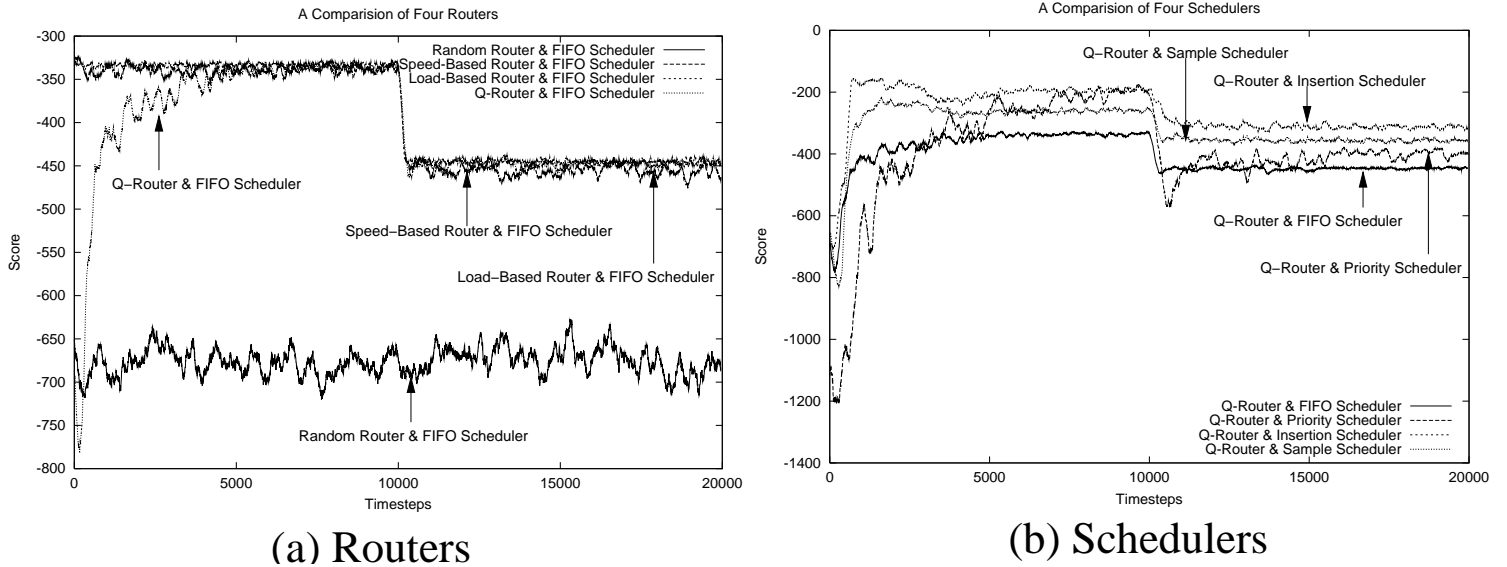 A Comparision of Four Routers
-300
-350
-400
-450
-500
-550
-600
-650
-700
-750
-800
Score
0
5000
10000
15000
20000
Timesteps
Random Router & FIFO Scheduler
Speed-Based Router & FIFO Scheduler
Load-Based Router & FIFO Scheduler
Q-Router & FIFO Scheduler
Q−Router & FIFO Scheduler
Speed−Based Router & FIFO Scheduler
Load−Based Router & FIFO Scheduler
Random Router & FIFO Scheduler
(a) Routers
A Comparision of Four Schedulers
0
-200
-400
-600
-800
-1000
-1200
-1400
Score
0
5000
10000
15000
20000
Timesteps
Q−Router & Sample Scheduler
Q−Router & Insertion Scheduler
Q−Router & FIFO Scheduler
Q−Router & Priority Scheduler
Q-Router & FIFO Scheduler
Q-Router & Priority Scheduler
Q-Router & Insertion Scheduler
Q-Router & Sample Scheduler
(b) Schedulers